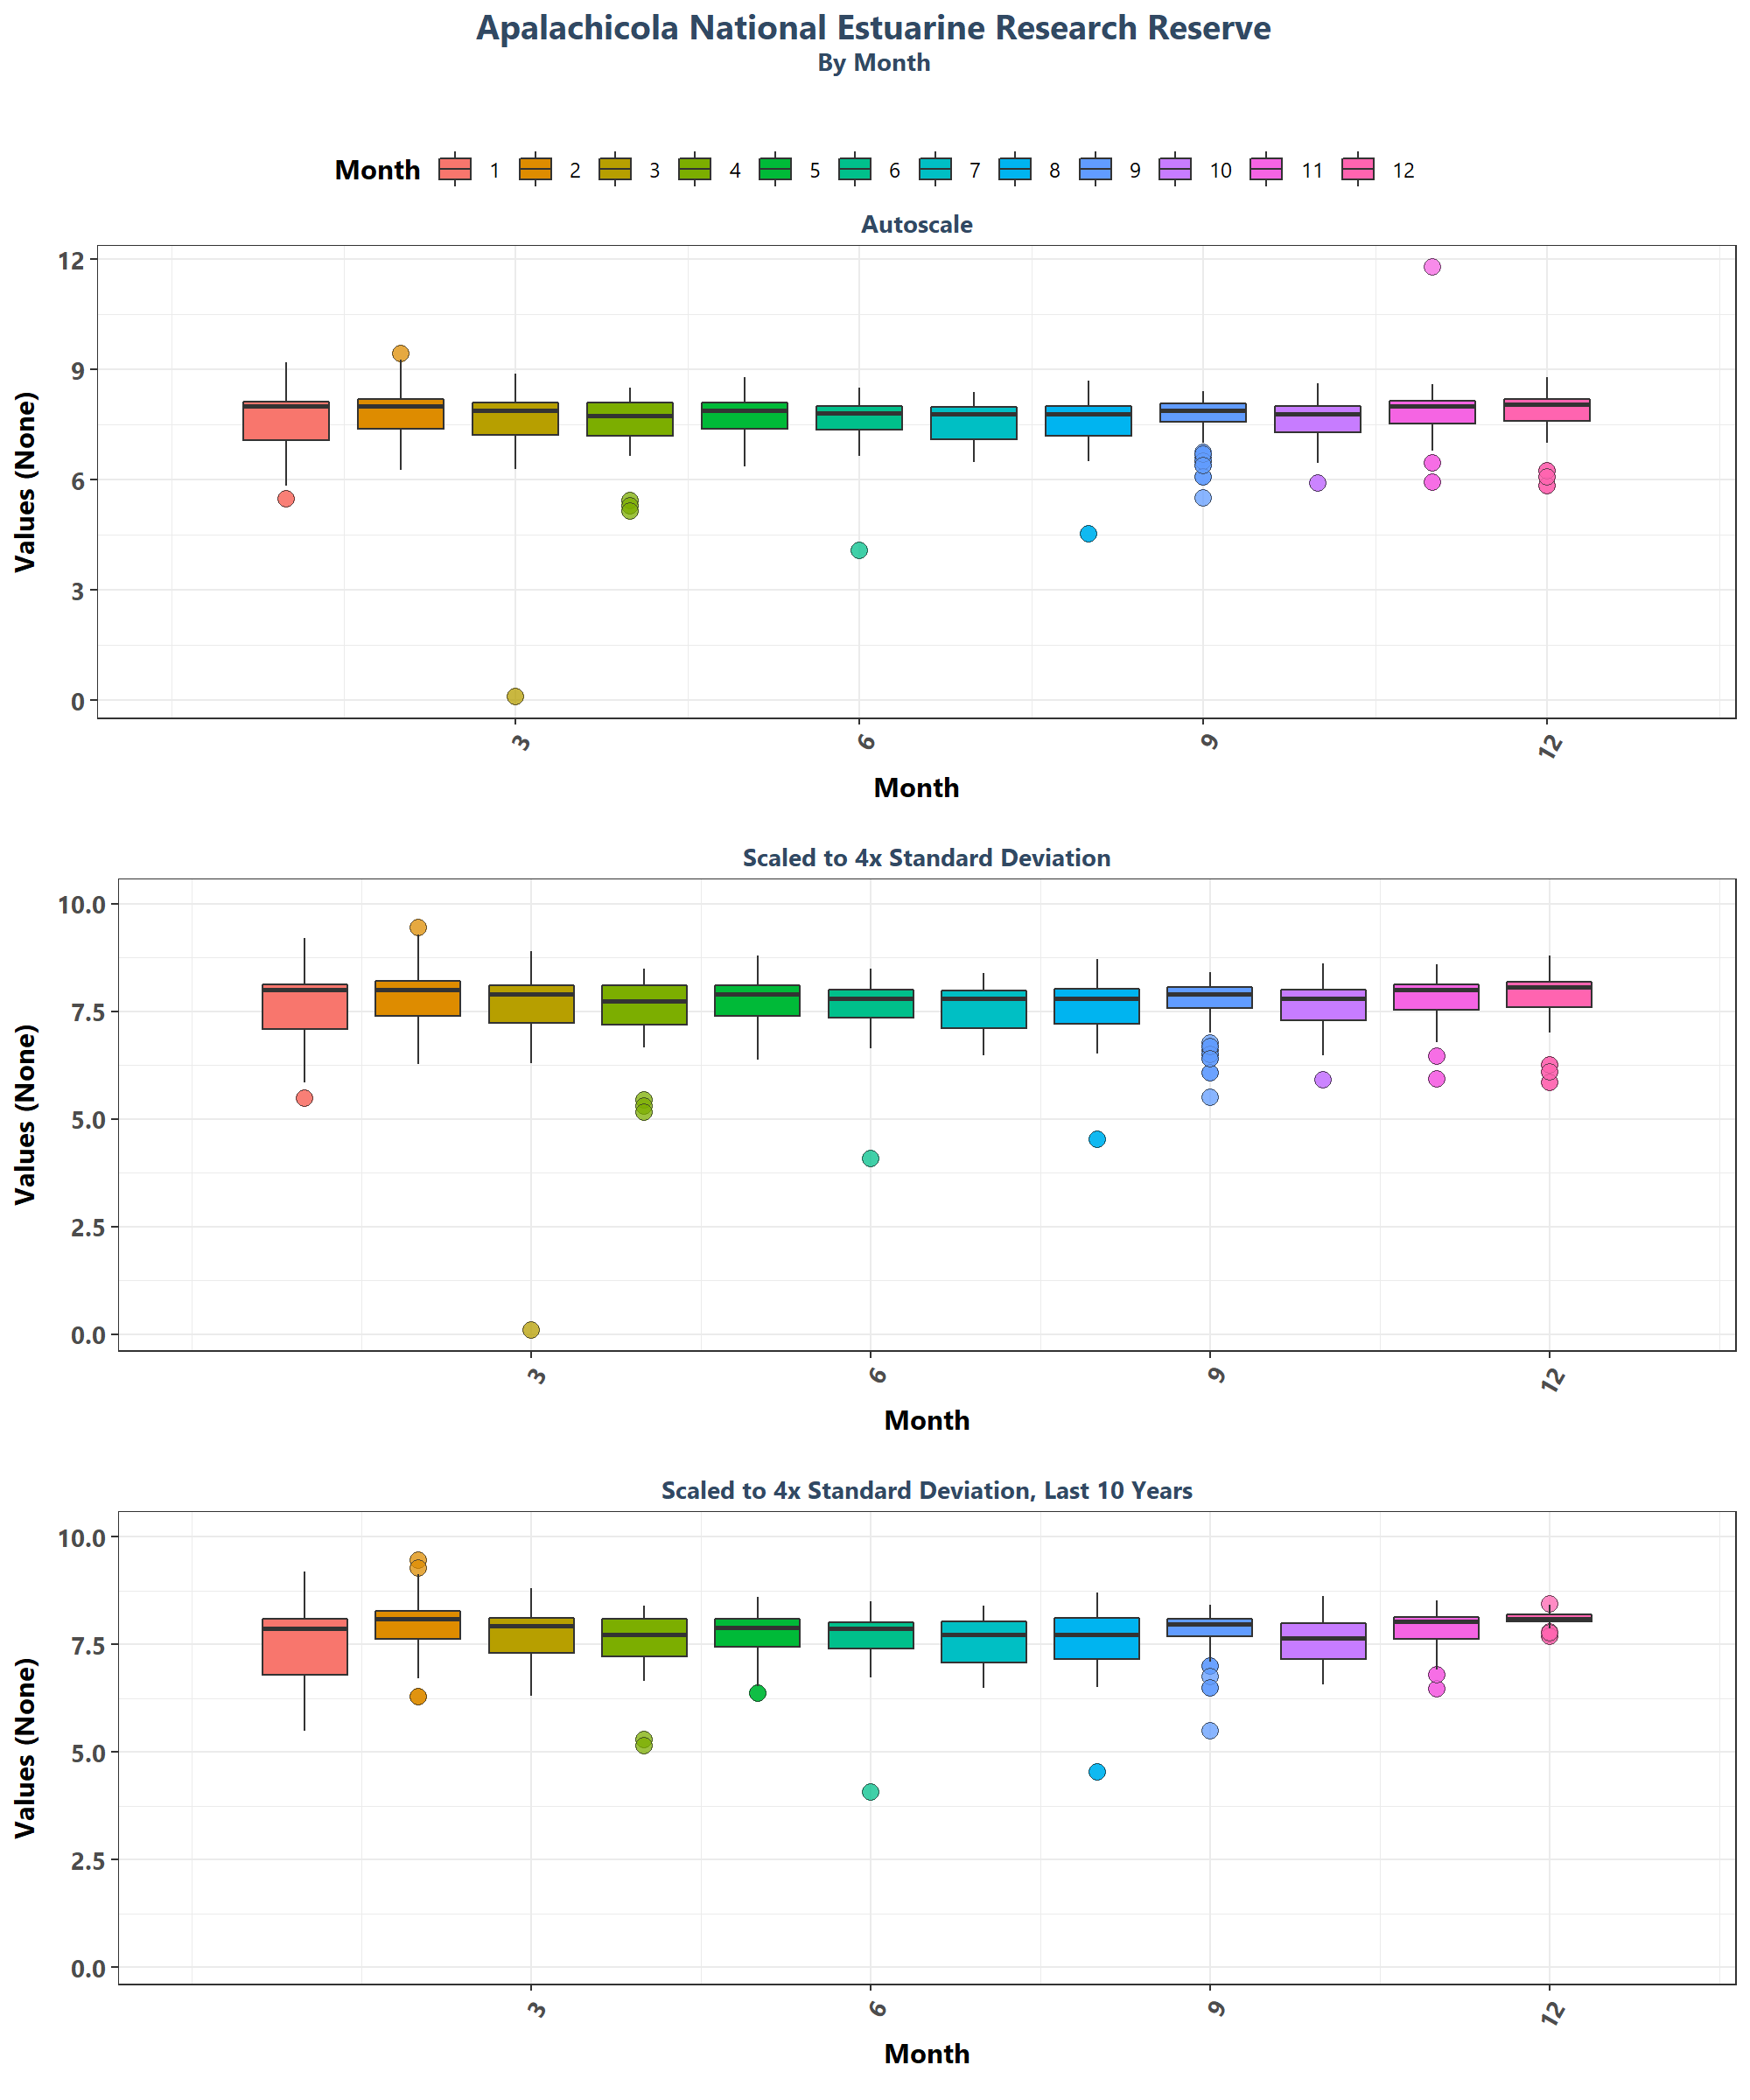 Apalachicola National Estuarine Research Reserve
By Month
Month 1 2 3 4 5 6 7 8 9 10 11 12
Autoscale
Values (None)
12
9
6
3
0
3 6 9 12
Month
Scaled to 4x Standard Deviation
Values (None)
10.0
7.5
5.0
2.5
0.0
3 6 9 12
Month
Scaled to 4x Standard Deviation, Last 10 Years
Values (None)
10.0
7.5
5.0
2.5
0.0
3 6 9 12
Month